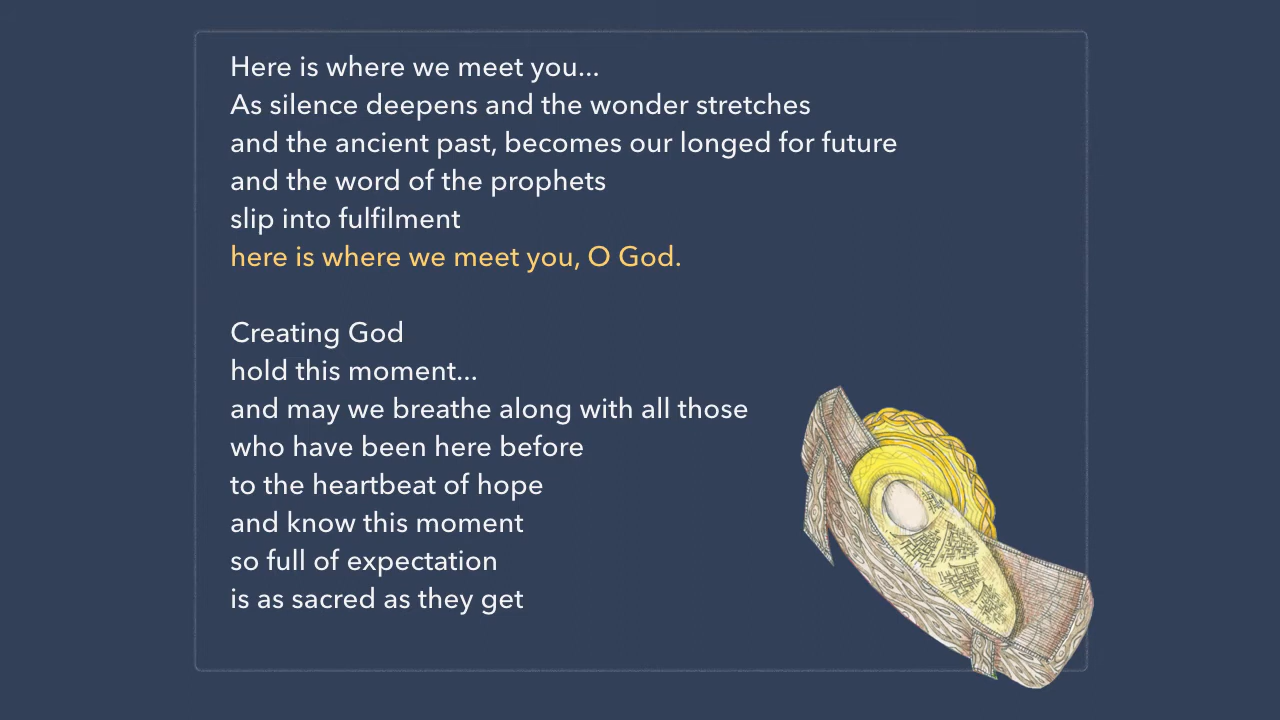 Here is where we meet you...
As silence deepens and the wonder stretches
and the ancient past, becomes our longed for future
and the word of the prophets
slip into fulfilment
here is where we meet you, O God.
Creating God
hold this moment...
and may we breathe along with all those
who have been here before
to the heartbeat of hope
and know this moment
so full of expectation
is as sacred as they get